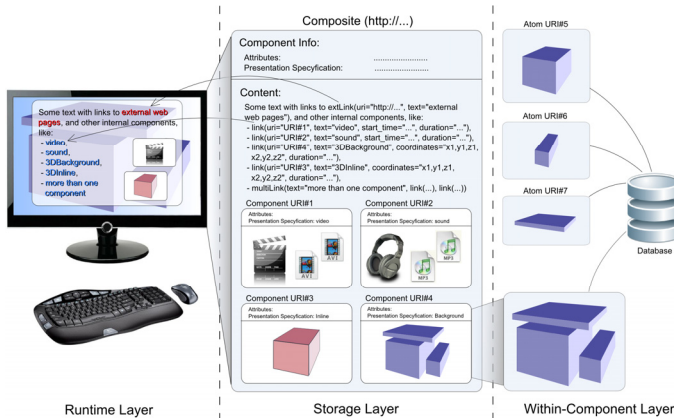 Composite (http://...)
Component Info:
Attributes: ........................
Presentation Specyfication: ........................
Content:
Some text with links to extLink(uri="http://...", text="external
web pages"), and other internal components, like:
- link(uri="URI#1", text="video", start_time="...", duration="..."),
- link(uri="URI#2", text="sound", start_time="...", duration="..."),
- link(uri="URI#4", text="3DBackground", coordinates="x1,y1,z1,
x2,y2,z2", duration="..."),
- link(uri="URI#3", text="3DInline", coordinates="x1,y1,z1,
x2,y2,z2", duration="..."),
- multiLink(text="more than one component", link(...), link(...))
Component URI#1
Attributes:
Presentation Specyfication: video
AVI
AVI
Component URI#2
Attributes:
Presentation Specyfication: sound
MP3
MP3
Component URI#3
Attributes:
Presentation Specyfication: Inline
Component URI#4
Attributes:
Presentation Specyfication: Background
Some text with links to external web
pages, and other internal components,
like:
- video,
- sound,
- 3DBackground,
- 3DInline,
- more than one
component
Atom URI#5
Atom URI#6
Atom URI#7
Database
Runtime Layer
Storage Layer
Within-Component Layer